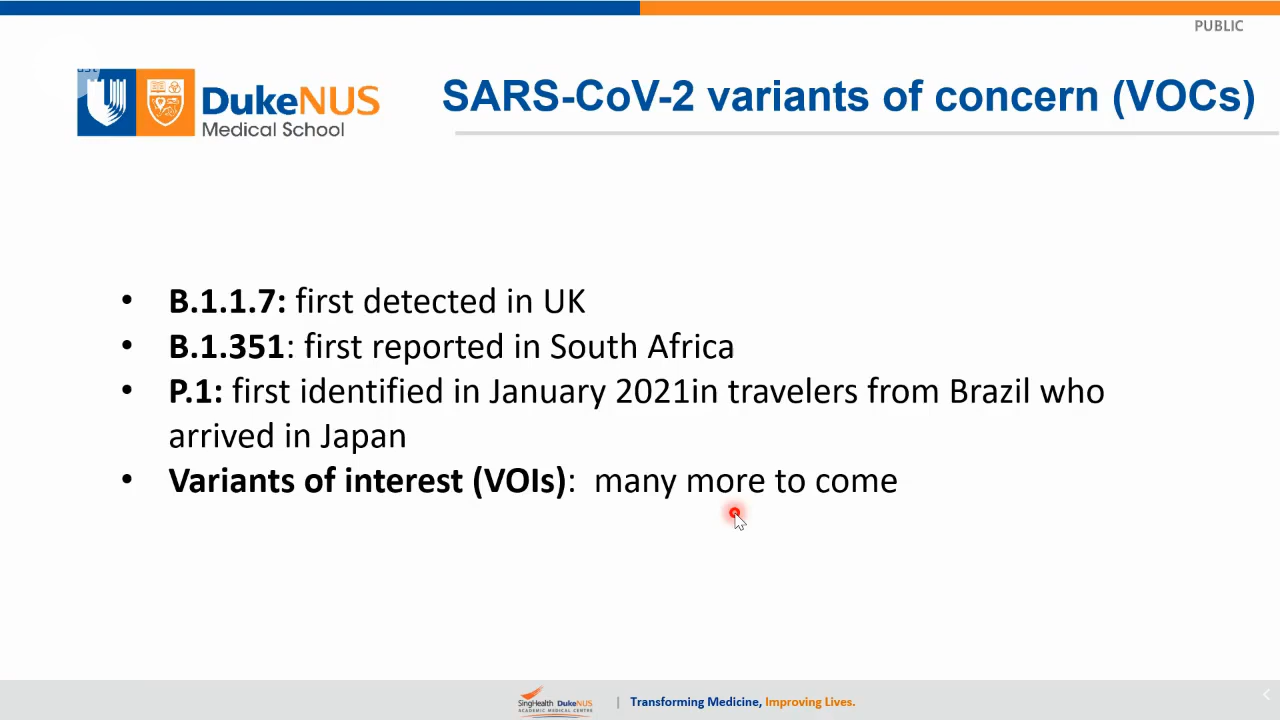 PUBLIC
DukeNUS
Medical School
SARS-CoV-2 variants of concern (VOCs)
• B.1.1.7: first detected in UK
• B.1.351: first reported in South Africa
• P.1: first identified in January 2021in travelers from Brazil who
arrived in Japan
• Variants of interest (VOIs): many more to come
SingHealth DukeNUS
ACADEMIC MEDICAL CENTRE
| Transforming Medicine, Improving Lives.